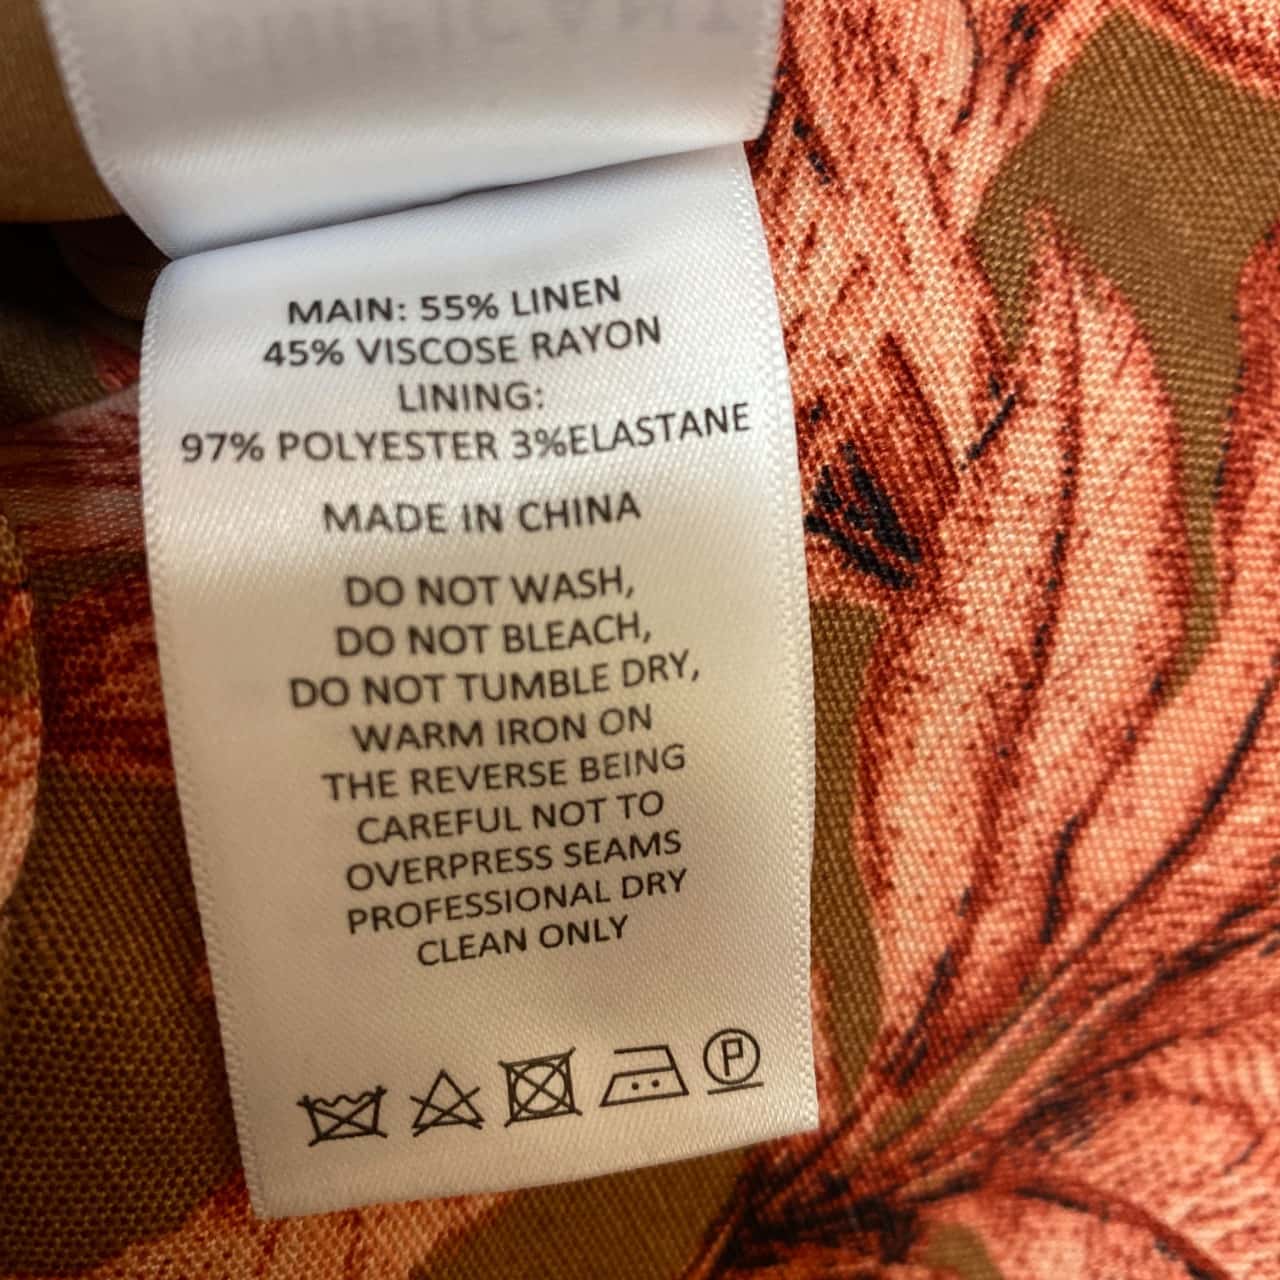 MAIN: 55% LINEN
45% VISCOSE RAYON
LINING:
97% POLYESTER 3%ELASTANE
MADE IN CHINA
DO NOT WASH,
DO NOT BLEACH,
DO NOT TUMBLE DRY,
WARM IRON ON
THE REVERSE BEING
CAREFUL NOT TO
OVERPRESS SEAMS
PROFESSIONAL DRY
CLEAN ONLY
P